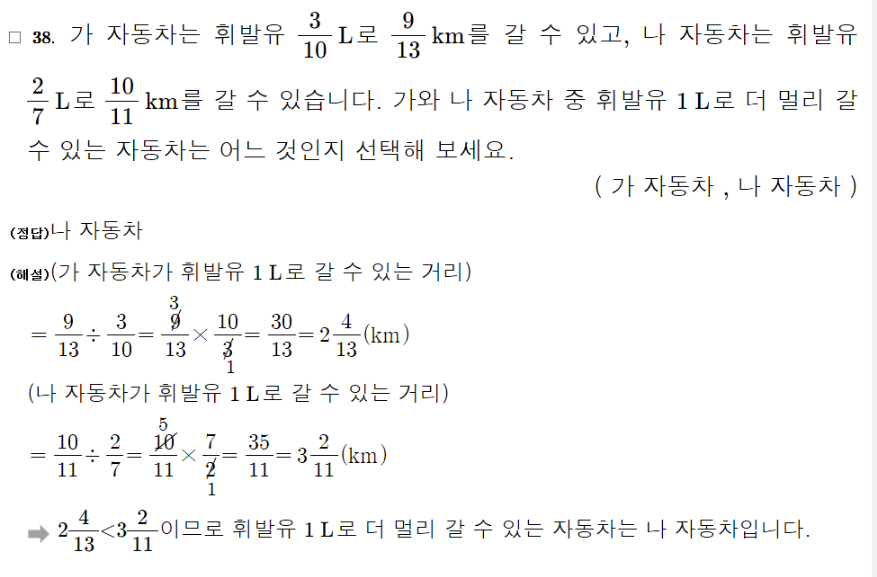 □ 38. 가 자동차는 휘발유 3/10 L로 9/13 km를 갈 수 있고, 나 자동차는 휘발유
2/7 L로 10/11 km를 갈 수 있습니다. 가와 나 자동차 중 휘발유 1 L로 더 멀리 갈
수 있는 자동차는 어느 것인지 선택해 보세요.
( 가 자동차 , 나 자동차 )
(정답)나 자동차
(해설)(가 자동차가 휘발유 1 L로 갈 수 있는 거리)
= 9/13 ÷ 3/10 = 9̸ 3/13 × 10/3̸ 1 = 30/13 = 2 4/13 (km)
(나 자동차가 휘발유 1 L로 갈 수 있는 거리)
= 10/11 ÷ 2/7 = 1̸0̸ 5/11 × 7/2̸ 1 = 35/11 = 3 2/11 (km)
➡ 2 4/13 < 3 2/11 이므로 휘발유 1 L로 더 멀리 갈 수 있는 자동차는 나 자동차입니다.